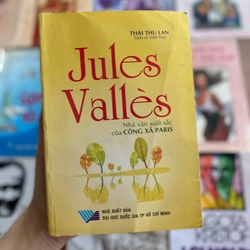 THÁI THU LAN
Tiến sĩ Văn học
Jules
Vallès
Nhà văn xuất sắc
của CÔNG XÃ PARIS
NHÀ XUẤT BẢN
ĐẠI HỌC QUỐC GIA TP HỒ CHÍ MINH